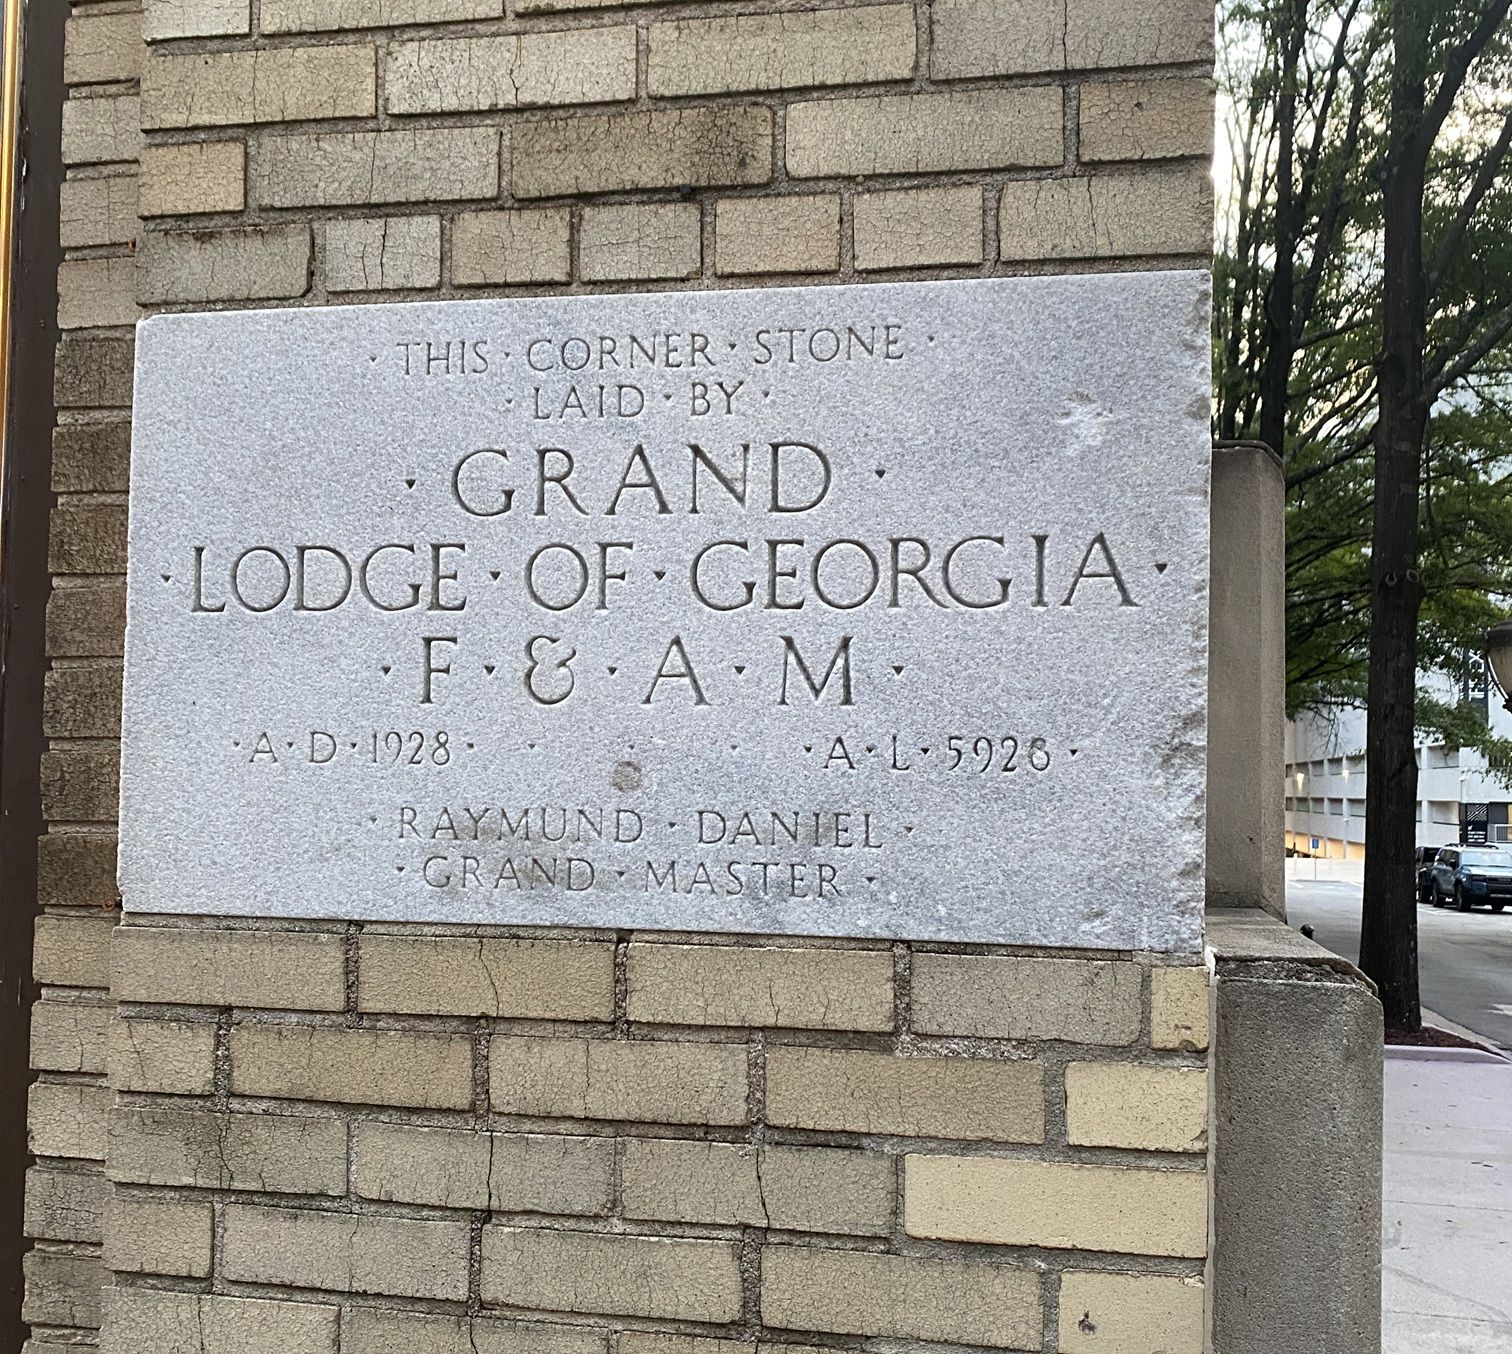 · THIS · CORNER · STONE ·
· LAID · BY ·
· GRAND ·
· LODGE · OF · GEORGIA ·
· F · & · A · M ·
· A · D · 1928 · · · · A · L · 5928 ·
· RAYMUND · DANIEL ·
· GRAND · MASTER ·